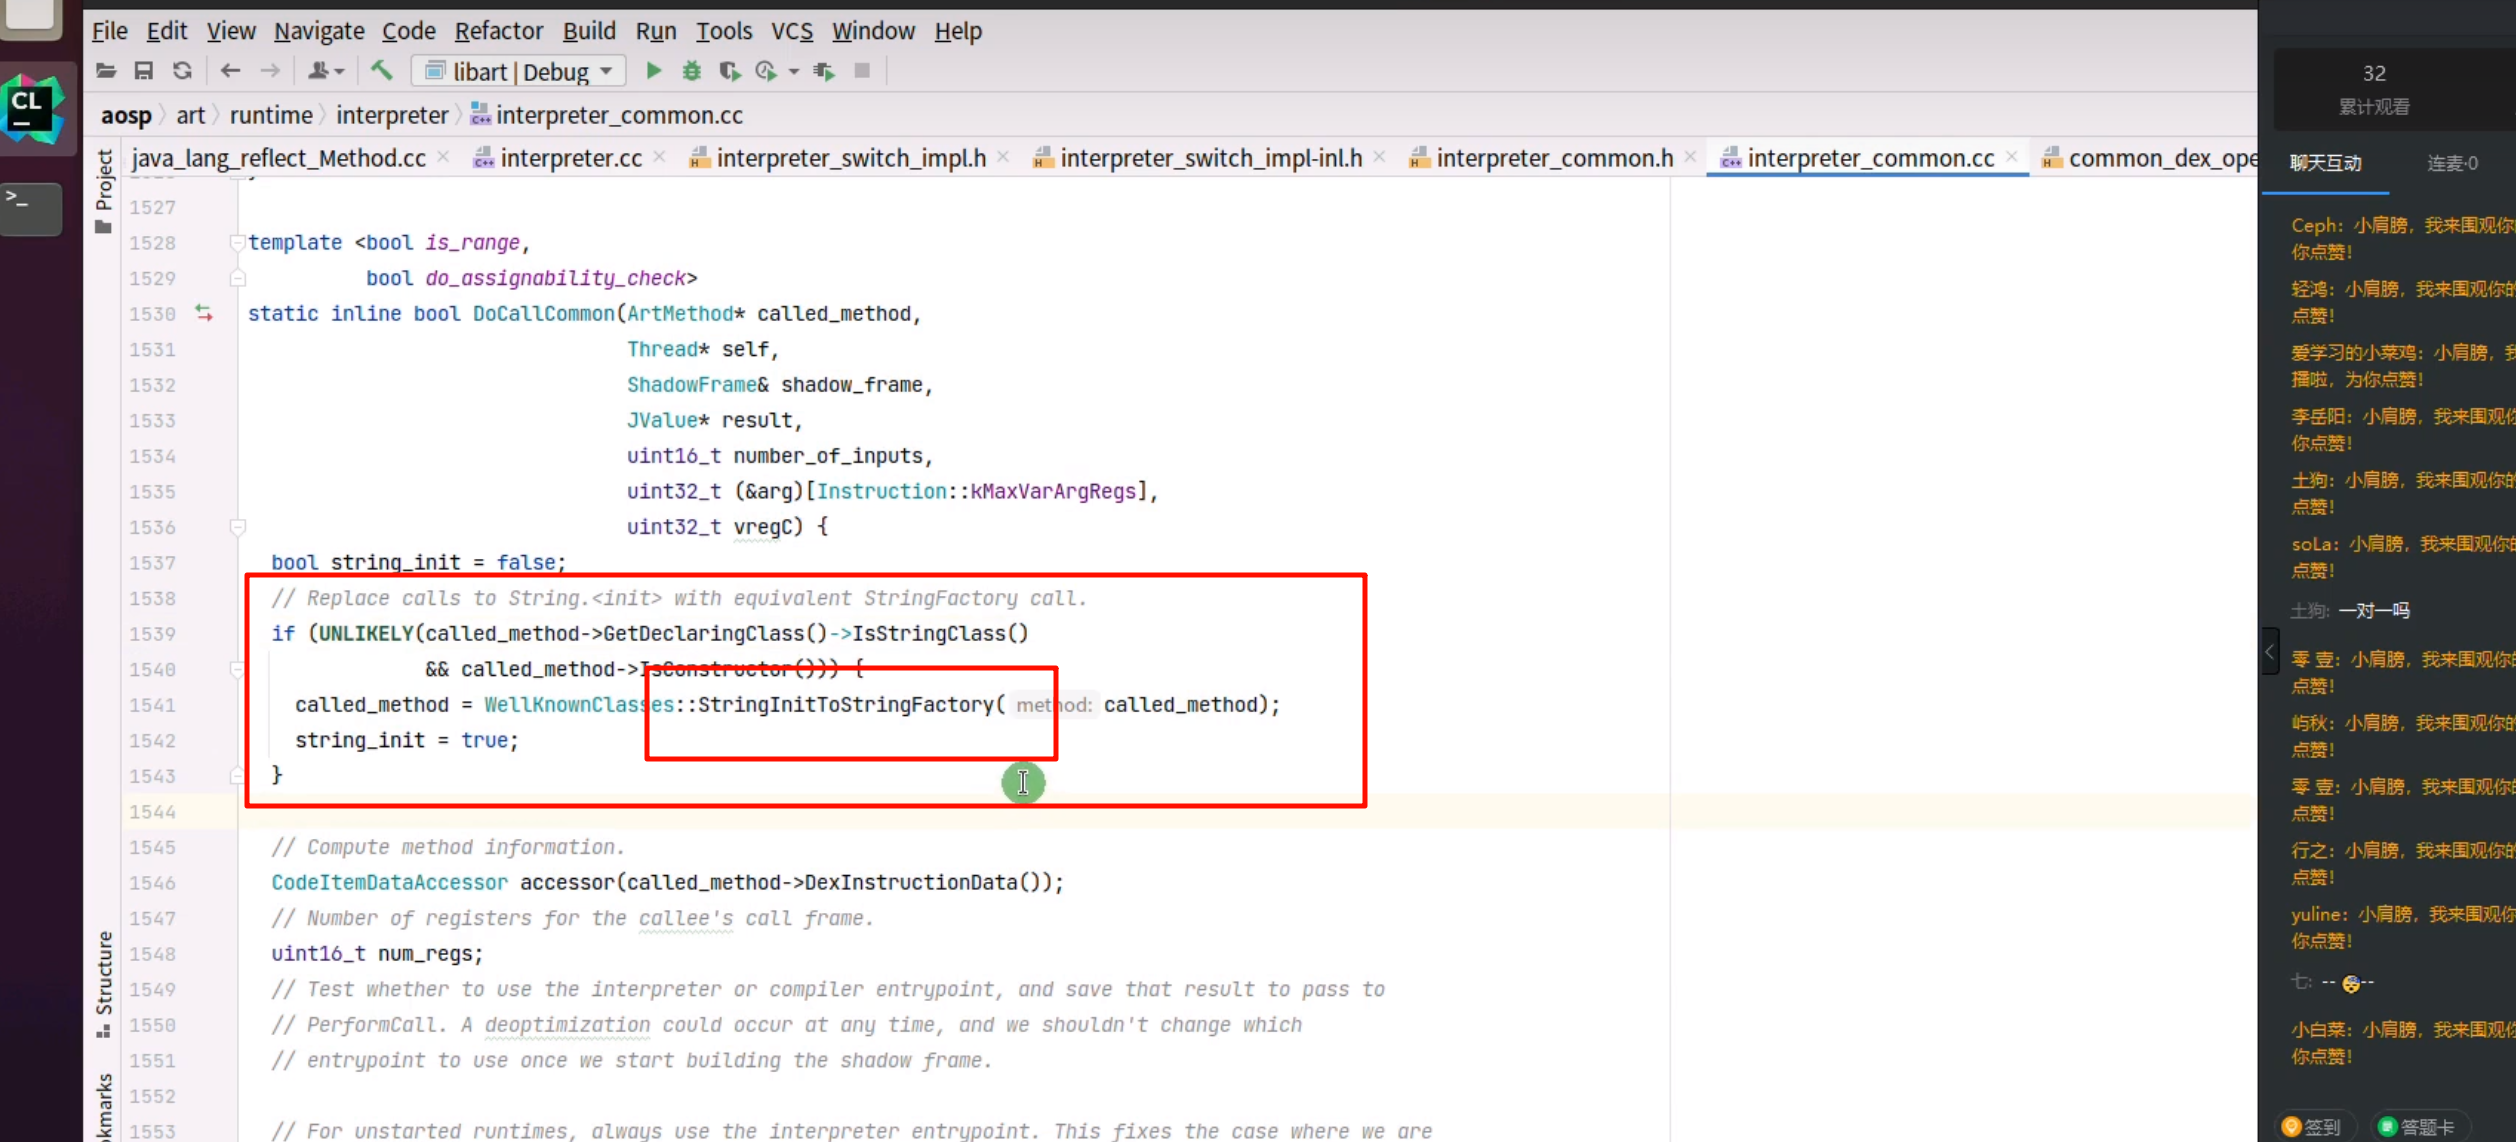 File Edit View Navigate Code Refactor Build Run Tools VCS Window Help
CL
libart | Debug
aosp art runtime interpreter interpreter_common.cc
java_lang_reflect_Method.cc interpreter.cc interpreter_switch_impl.h interpreter_switch_impl-inl.h interpreter_common.h interpreter_common.cc common_dex_ope
Project
Structure
kmarks
1527
1528 template <bool is_range,
1529 bool do_assignability_check>
1530 static inline bool DoCallCommon(ArtMethod* called_method,
1531 Thread* self,
1532 ShadowFrame& shadow_frame,
1533 JValue* result,
1534 uint16_t number_of_inputs,
1535 uint32_t (&arg)[Instruction::kMaxVarArgRegs],
1536 uint32_t vregC) {
1537 bool string_init = false;
1538 // Replace calls to String.<init> with equivalent StringFactory call.
1539 if (UNLIKELY(called_method->GetDeclaringClass()->IsStringClass()
1540 && called_method->IsConstructor())) {
1541 called_method = WellKnownClasses::StringInitToStringFactory( method: called_method);
1542 string_init = true;
1543 }
1544
1545 // Compute method information.
1546 CodeItemDataAccessor accessor(called_method->DexInstructionData());
1547 // Number of registers for the callee's call frame.
1548 uint16_t num_regs;
1549 // Test whether to use the interpreter or compiler entrypoint, and save that result to pass to
1550 // PerformCall. A deoptimization could occur at any time, and we shouldn't change which
1551 // entrypoint to use once we start building the shadow frame.
1552
1553 // For unstarted runtimes, always use the interpreter entrypoint. This fixes the case where we are
32
累计观看
聊天互动 连麦·0
Ceph: 小肩膀，我来围观你
你点赞！
轻鸿: 小肩膀，我来围观你的
点赞！
爱学习的小菜鸡: 小肩膀，我
播啦，为你点赞！
李岳阳: 小肩膀，我来围观你
你点赞！
土狗: 小肩膀，我来围观你的
点赞！
soLa: 小肩膀，我来围观你的
点赞！
土狗: 一对一吗
零 壹: 小肩膀，我来围观你的
点赞！
屿秋: 小肩膀，我来围观你的
点赞！
零 壹: 小肩膀，我来围观你的
点赞！
行之: 小肩膀，我来围观你的
点赞！
yuline: 小肩膀，我来围观你
你点赞！
七: -- --
小白菜: 小肩膀，我来围观你
你点赞！
签到 答题卡